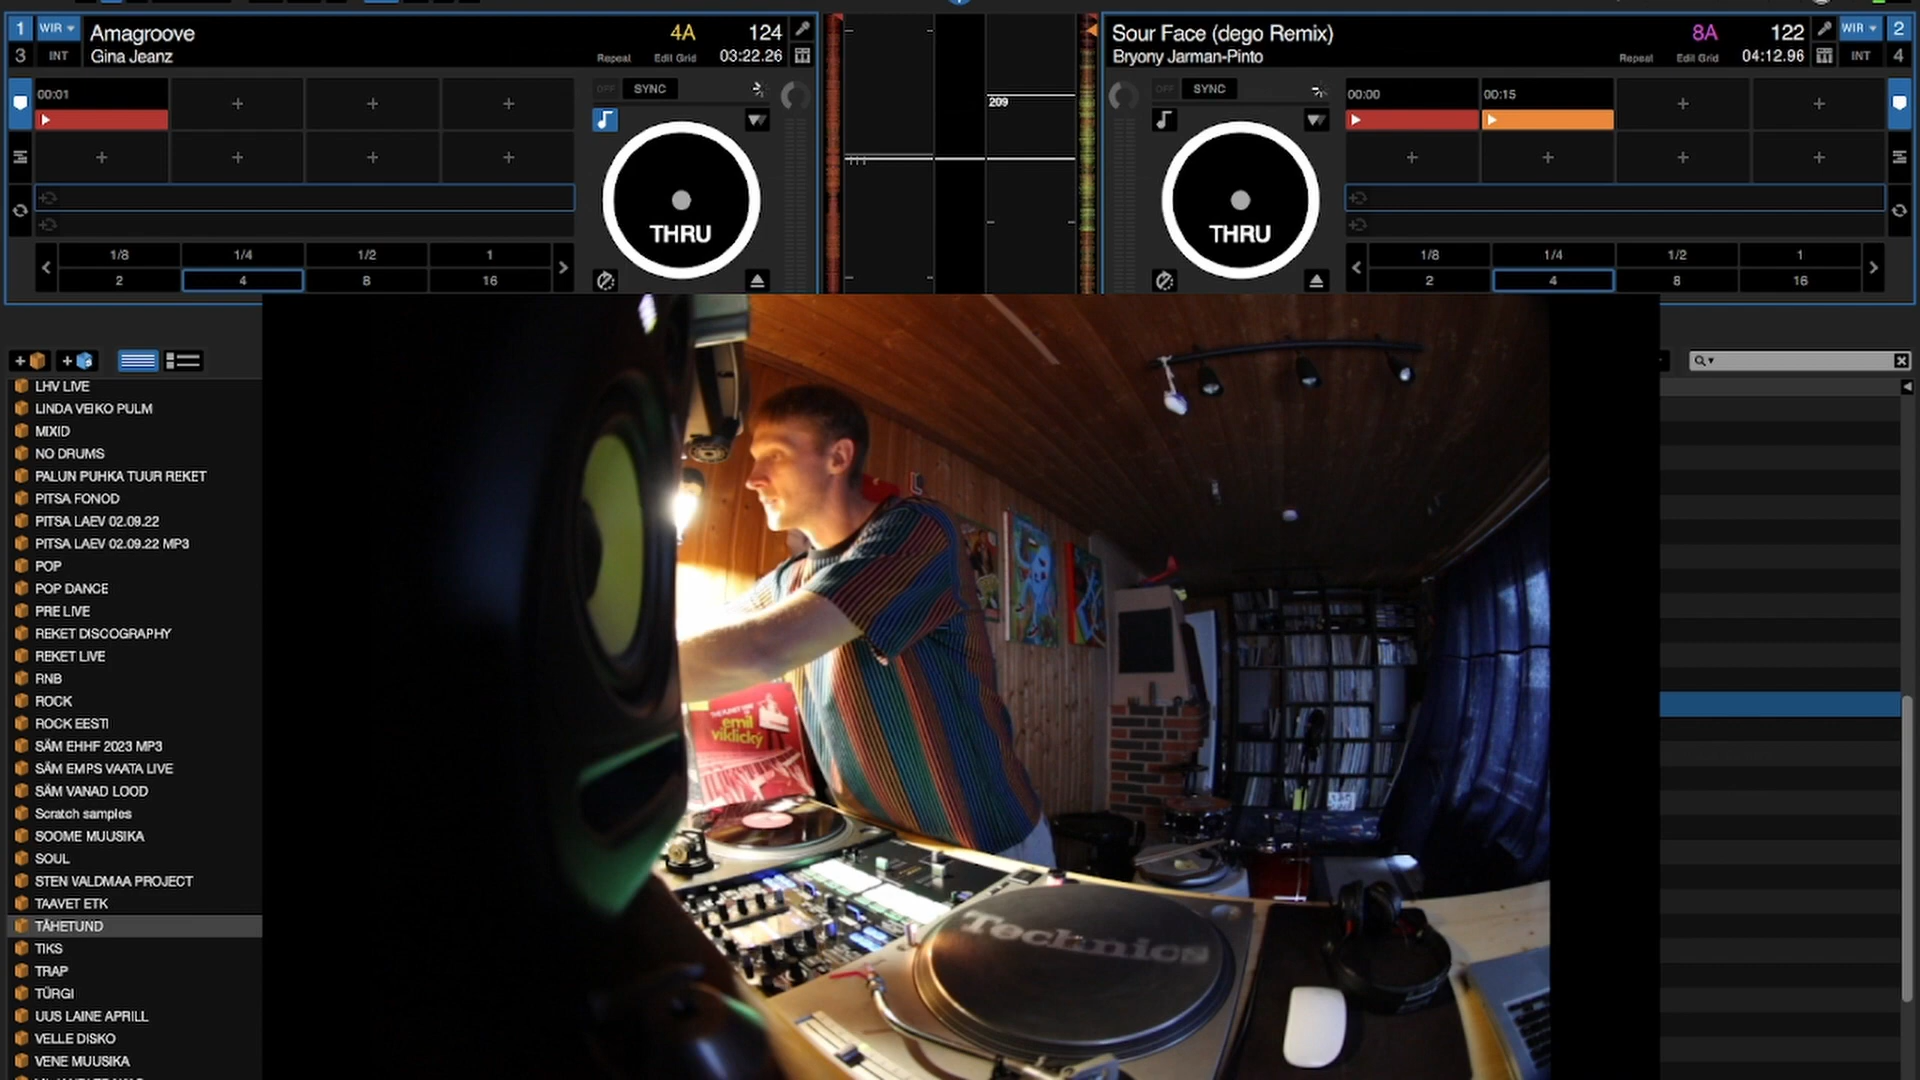 1 WIR Amagroove 4A 124
3 INT Gina Jeanz Repeat Edit Grid 03:22.26
00:01
OFF SYNC
THRU
1/8 1/4 1/2 1
2 4 8 16
209
Sour Face (dego Remix) 8A 122 WIR 2
Bryony Jarman-Pinto Repeat Edit Grid 04:12.96 INT 4
OFF SYNC
00:00 00:15
THRU
1/8 1/4 1/2 1
2 4 8 16
LHV LIVE
LINDA VEIKO PULM
MIXID
NO DRUMS
PALUN PUHKA TUUR REKET
PITSA FONOD
PITSA LAEV 02.09.22
PITSA LAEV 02.09.22 MP3
POP
POP DANCE
PRE LIVE
REKET DISCOGRAPHY
REKET LIVE
RNB
ROCK
ROCK EESTI
SÄM EHHF 2023 MP3
SÄM EMPS VAATA LIVE
SÄM VANAD LOOD
Scratch samples
SOOME MUUSIKA
SOUL
STEN VALDMAA PROJECT
TAAVET ETK
TÄHETUND
TIKS
TRAP
TÜRGI
UUS LAINE APRILL
VELLE DISKO
VENE MUUSIKA
emil
viklický
Technics